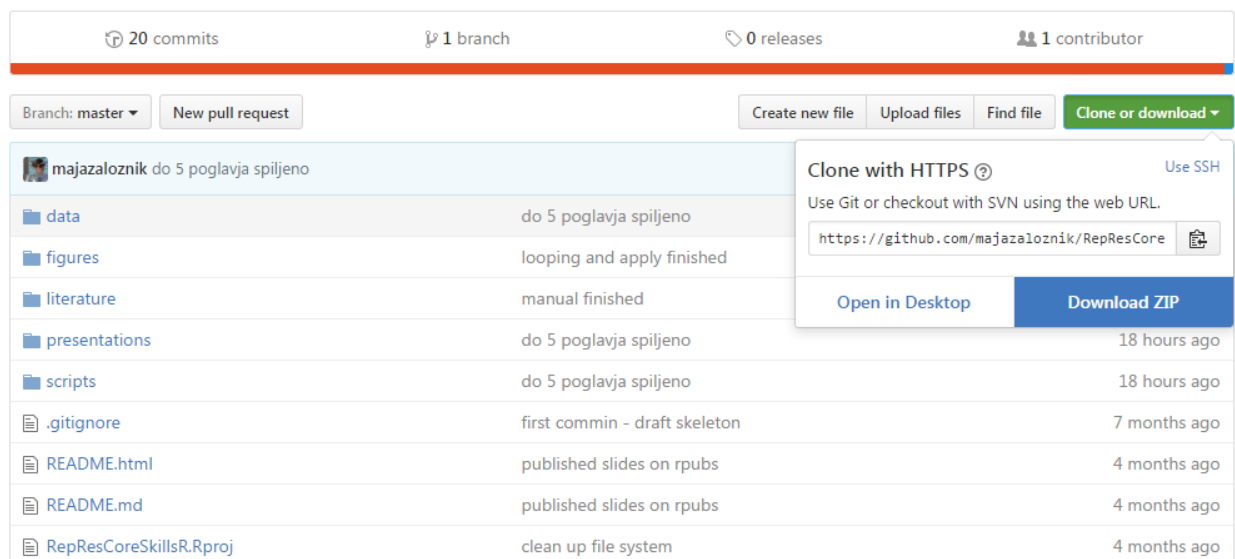 20 commits 1 branch 0 releases 1 contributor
Branch: master New pull request Create new file Upload files Find file Clone or download
majazaloznik do 5 poglavja spiljeno
Clone with HTTPS Use SSH
Use Git or checkout with SVN using the web URL.
https://github.com/majazaloznik/RepResCore
Open in Desktop Download ZIP
data do 5 poglavja spiljeno
figures looping and apply finished
literature manual finished
presentations do 5 poglavja spiljeno 18 hours ago
scripts do 5 poglavja spiljeno 18 hours ago
.gitignore first commin - draft skeleton 7 months ago
README.html published slides on rpubs 4 months ago
README.md published slides on rpubs 4 months ago
RepResCoreSkillsR.Rproj clean up file system 4 months ago